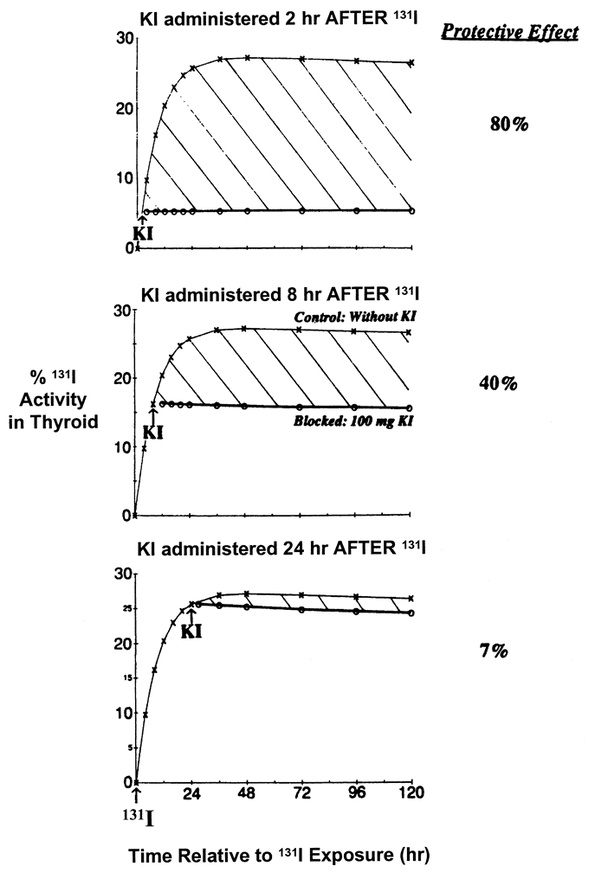 KI administered 2 hr AFTER ¹³¹I
Protective Effect
30
20
10
0
KI
80%
KI administered 8 hr AFTER ¹³¹I
30
20
10
0
Control: Without KI
Blocked: 100 mg KI
KI
40%
% ¹³¹I
Activity
in Thyroid
KI administered 24 hr AFTER ¹³¹I
30
25
20
15
10
5
0
KI
7%
24 48 72 96 120
¹³¹I
Time Relative to ¹³¹I Exposure (hr)